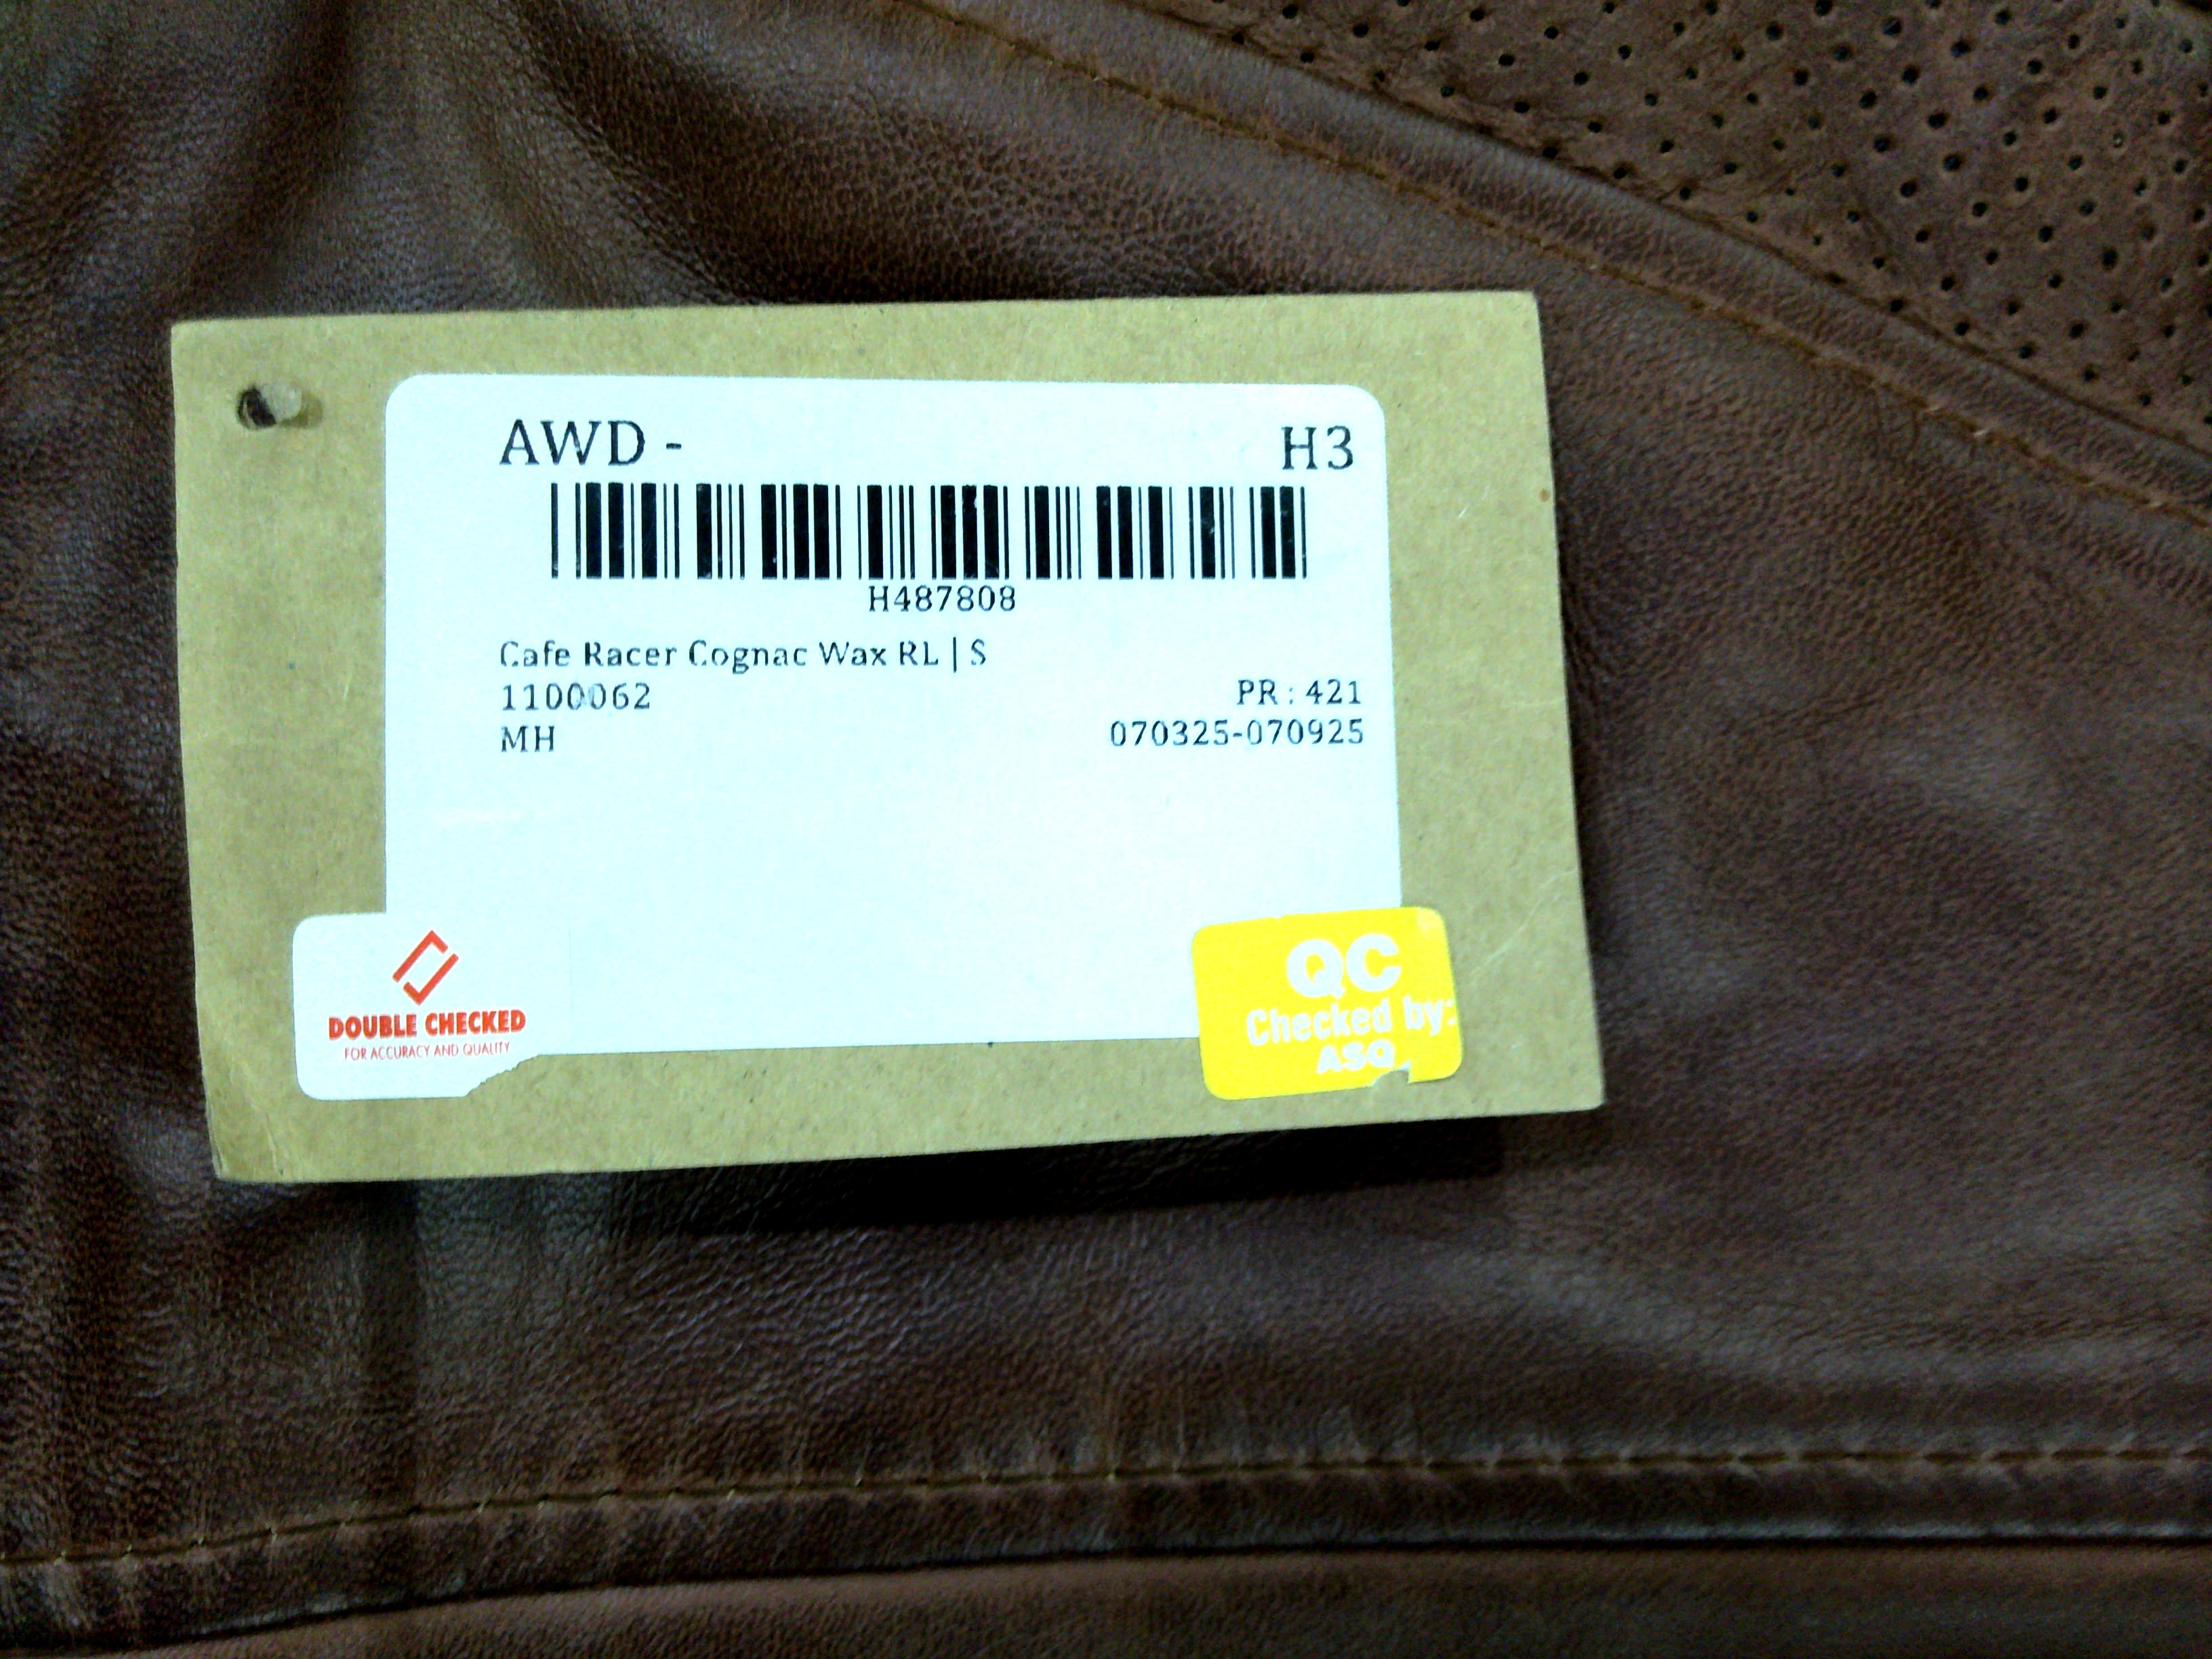 AWD - H3
H487808
Cafe Racer Cognac Wax RL | S
1100062 PR : 421
MH 070325-070925
DOUBLE CHECKED
FOR ACCURACY AND QUALITY
QC
Checked by:
ASQ